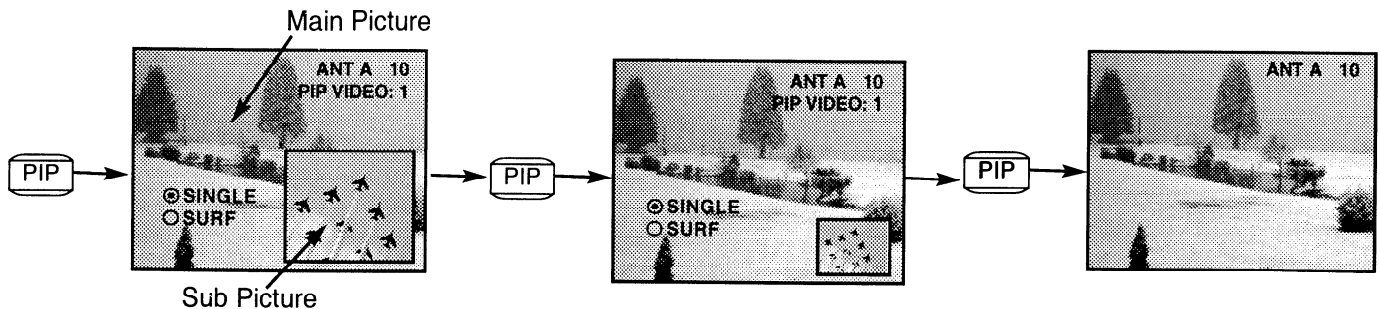 Main Picture
ANT A 10
PIP VIDEO: 1
PIP
SINGLE
SURF
Sub Picture
PIP
ANT A 10
PIP VIDEO: 1
SINGLE
SURF
PIP
ANT A 10